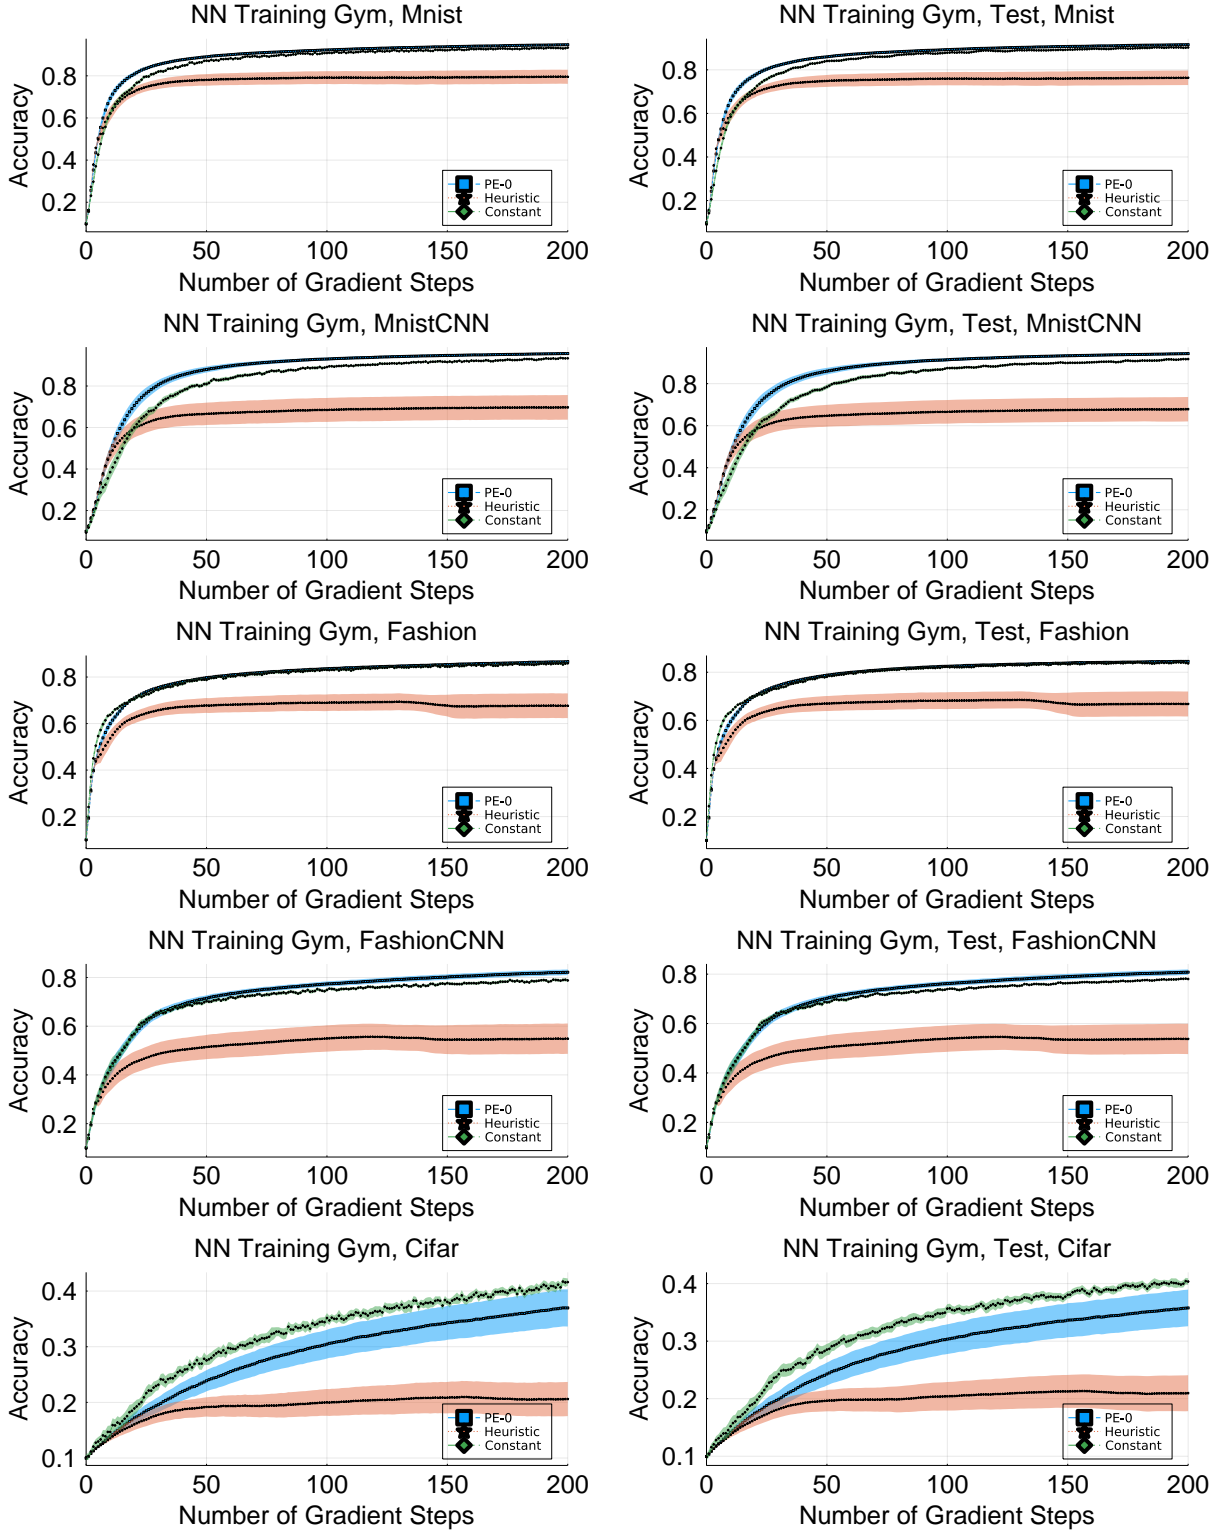 NN Training Gym, Mnist
Accuracy
0.8
0.6
0.4
0.2
PE-0
Heuristic
Constant
0 50 100 150 200
Number of Gradient Steps
NN Training Gym, Test, Mnist
Accuracy
0.8
0.6
0.4
0.2
PE-0
Heuristic
Constant
0 50 100 150 200
Number of Gradient Steps
NN Training Gym, MnistCNN
Accuracy
0.8
0.6
0.4
0.2
PE-0
Heuristic
Constant
0 50 100 150 200
Number of Gradient Steps
NN Training Gym, Test, MnistCNN
Accuracy
0.8
0.6
0.4
0.2
PE-0
Heuristic
Constant
0 50 100 150 200
Number of Gradient Steps
NN Training Gym, Fashion
Accuracy
0.8
0.6
0.4
0.2
PE-0
Heuristic
Constant
0 50 100 150 200
Number of Gradient Steps
NN Training Gym, Test, Fashion
Accuracy
0.8
0.6
0.4
0.2
PE-0
Heuristic
Constant
0 50 100 150 200
Number of Gradient Steps
NN Training Gym, FashionCNN
Accuracy
0.8
0.6
0.4
0.2
PE-0
Heuristic
Constant
0 50 100 150 200
Number of Gradient Steps
NN Training Gym, Test, FashionCNN
Accuracy
0.8
0.6
0.4
0.2
PE-0
Heuristic
Constant
0 50 100 150 200
Number of Gradient Steps
NN Training Gym, Cifar
Accuracy
0.4
0.3
0.2
0.1
PE-0
Heuristic
Constant
0 50 100 150 200
Number of Gradient Steps
NN Training Gym, Test, Cifar
Accuracy
0.4
0.3
0.2
0.1
PE-0
Heuristic
Constant
0 50 100 150 200
Number of Gradient Steps